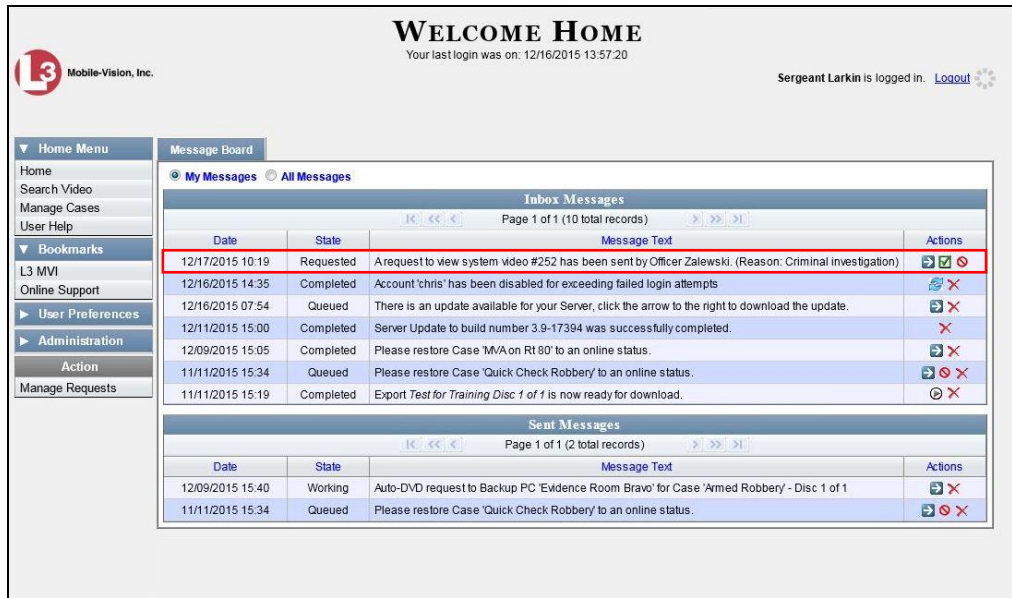 WELCOME HOME
Your last login was on: 12/16/2015 13:57:20
L3 Mobile-Vision, Inc.
Sergeant Larkin is logged in. Logout
Home Menu
Home
Search Video
Manage Cases
User Help
Bookmarks
L3 MVI
Online Support
User Preferences
Administration
Action
Manage Requests
Message Board
My Messages All Messages
Inbox Messages
Page 1 of 1 (10 total records)
Date State Message Text Actions
12/17/2015 10:19 Requested A request to view system video #252 has been sent by Officer Zalewski. (Reason: Criminal investigation)
12/16/2015 14:35 Completed Account 'chris' has been disabled for exceeding failed login attempts
12/16/2015 07:54 Queued There is an update available for your Server, click the arrow to the right to download the update.
12/11/2015 15:00 Completed Server Update to build number 3.9-17394 was successfully completed.
12/09/2015 15:05 Completed Please restore Case 'MVA on Rt 80' to an online status.
11/11/2015 15:34 Queued Please restore Case 'Quick Check Robbery' to an online status.
11/11/2015 15:19 Completed Export Test for Training Disc 1 of 1 is now ready for download.
Sent Messages
Page 1 of 1 (2 total records)
Date State Message Text Actions
12/09/2015 15:40 Working Auto-DVD request to Backup PC 'Evidence Room Bravo' for Case 'Armed Robbery' - Disc 1 of 1
11/11/2015 15:34 Queued Please restore Case 'Quick Check Robbery' to an online status.